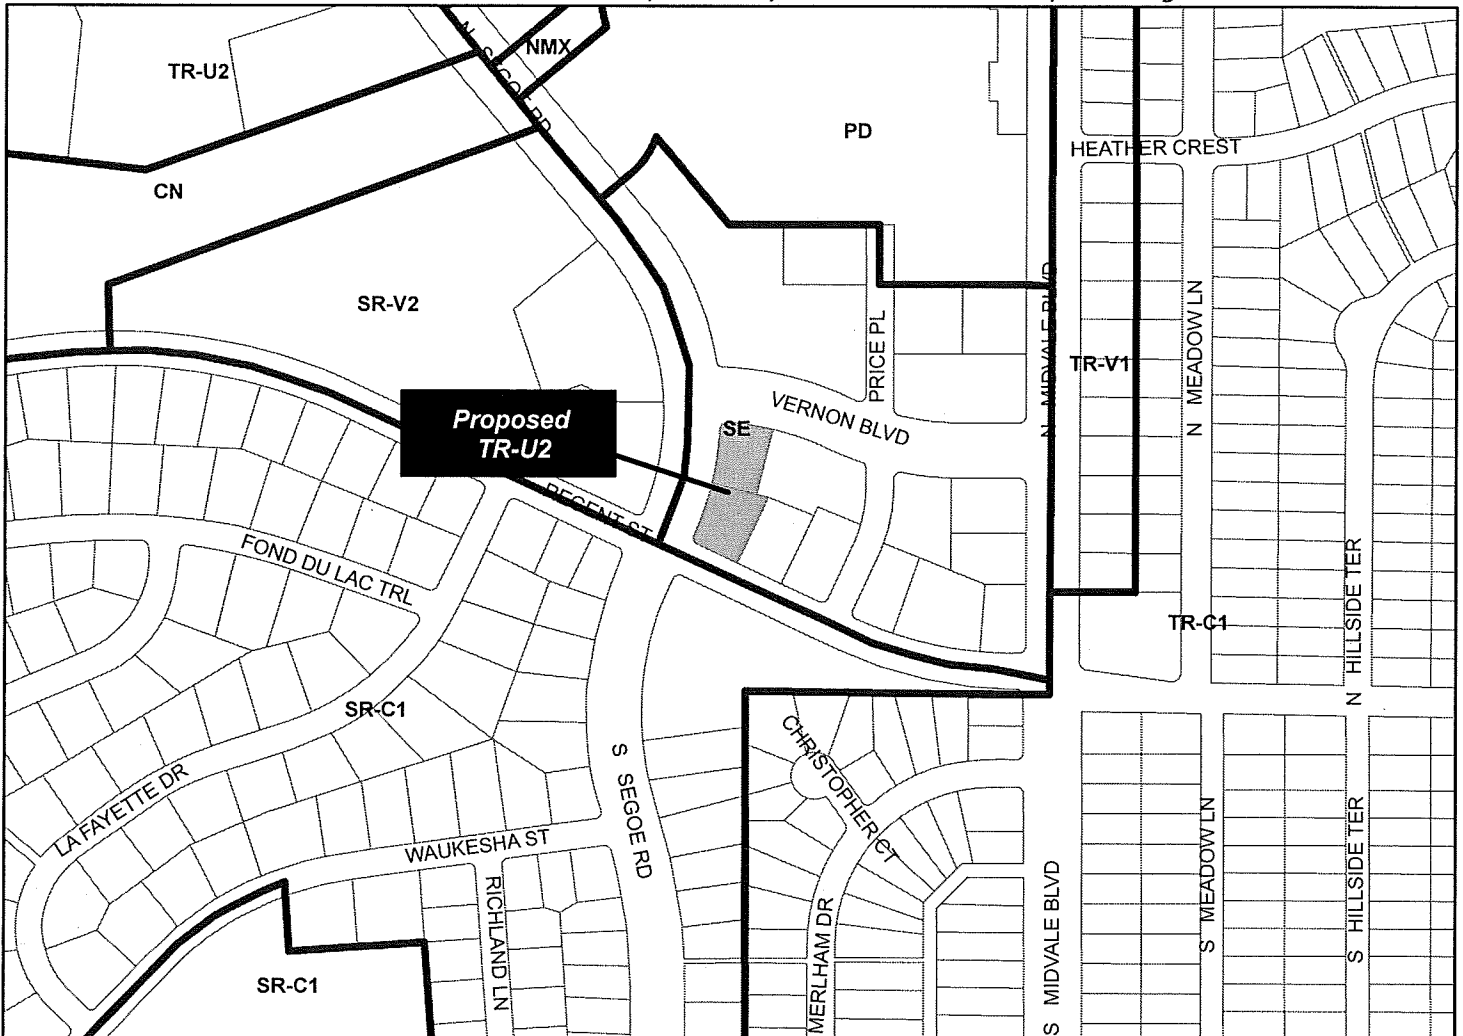 N SEGOE RD
NMX
TR-U2
PD
HEATHER CREST
CN
SR-V2
N MIDVALE BLVD
PRICE PL
N MEADOW LN
TR-V1
Proposed
TR-U2
VERNON BLVD
SE
REGENT ST
FOND DU LAC TRL
N HILLSIDE TER
TR-C1
SR-C1
CHRISTOPHER CT
LA FAYETTE DR
S SEGOE RD
WAUKESHA ST
S MEADOW LN
S HILLSIDE TER
RICHLAND LN
MERLHAM DR
S MIDVALE BLVD
SR-C1